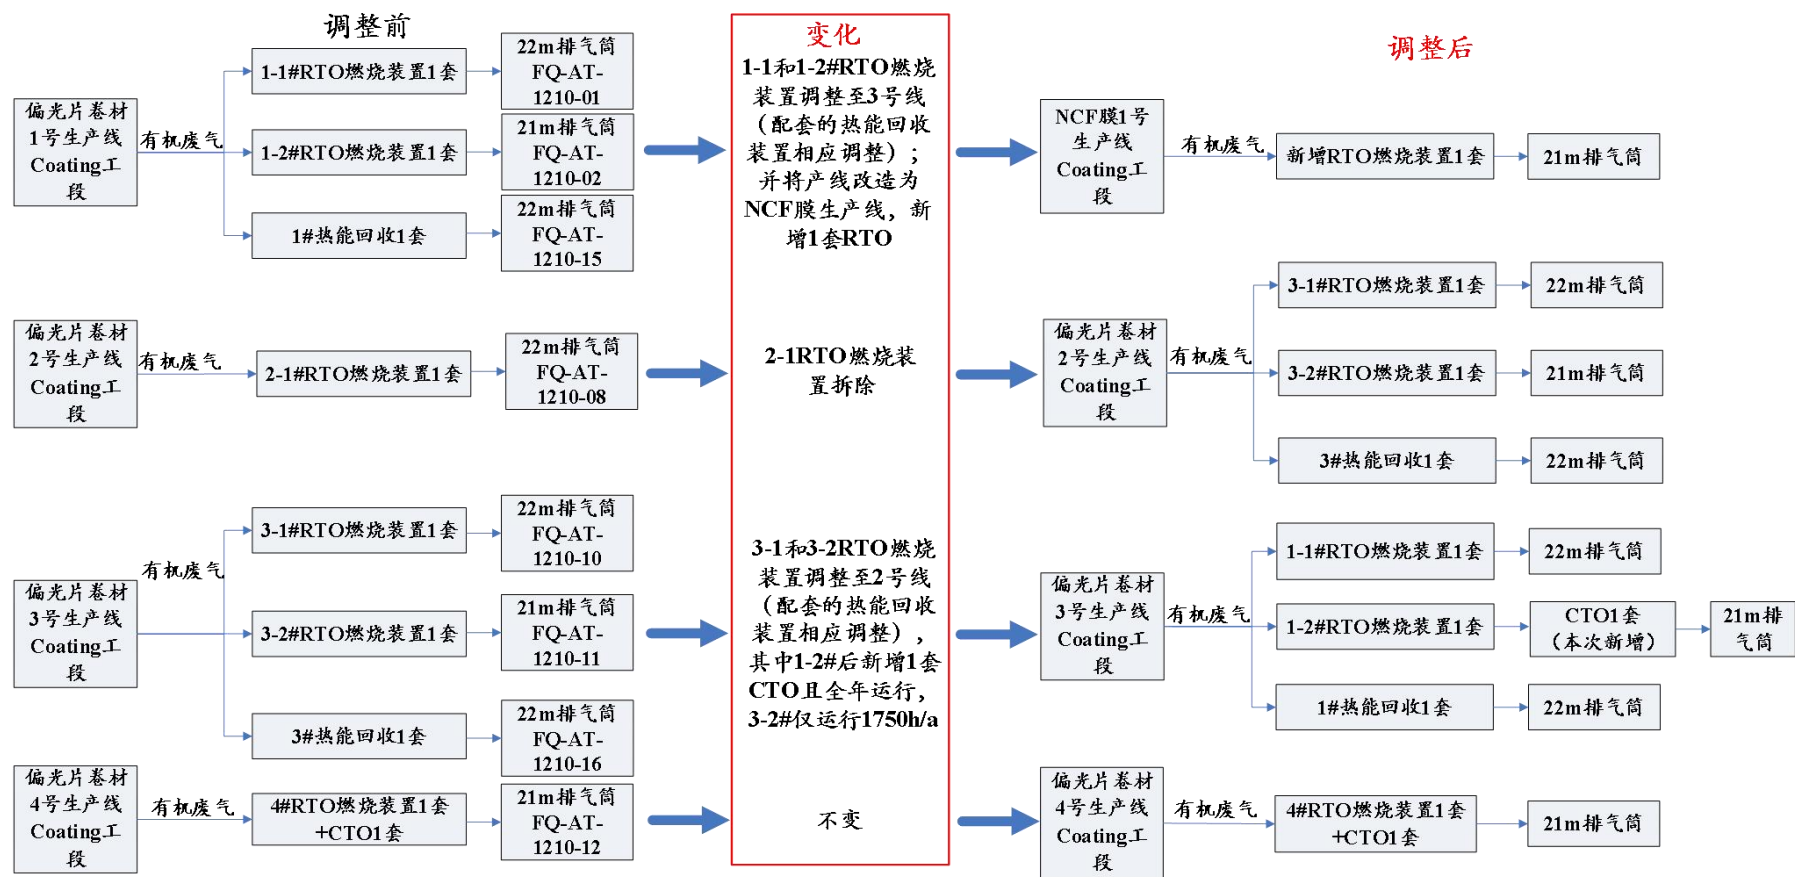 调整前
偏光片卷材
1号生产线
Coating工
段
有机废气
1-1#RTO燃烧装置1套
22m排气筒
FQ-AT-
1210-01
1-2#RTO燃烧装置1套
21m排气筒
FQ-AT-
1210-02
1#热能回收1套
22m排气筒
FQ-AT-
1210-15
偏光片卷材
2号生产线
Coating工
段
有机废气
2-1#RTO燃烧装置1套
22m排气筒
FQ-AT-
1210-08
偏光片卷材
3号生产线
Coating工
段
有机废气
3-1#RTO燃烧装置1套
22m排气筒
FQ-AT-
1210-10
3-2#RTO燃烧装置1套
21m排气筒
FQ-AT-
1210-11
3#热能回收1套
22m排气筒
FQ-AT-
1210-16
偏光片卷材
4号生产线
Coating工
段
有机废气
4#RTO燃烧装置1套
+CTO1套
21m排气筒
FQ-AT-
1210-12
变化
1-1和1-2#RTO燃烧
装置调整至3号线
（配套的热能回收
装置相应调整）；
并将产线改造为
NCF膜生产线，新
增1套RTO
2-1RTO燃烧装
置拆除
3-1和3-2RTO燃烧
装置调整至2号线
（配套的热能回收
装置相应调整），
其中1-2#后新增1套
CTO且全年运行，
3-2#仅运行1750h/a
不变
调整后
NCF膜1号
生产线
Coating工
段
有机废气
新增RTO燃烧装置1套
21m排气筒
偏光片卷材
2号生产线
Coating工
段
有机废气
3-1#RTO燃烧装置1套
22m排气筒
3-2#RTO燃烧装置1套
21m排气筒
3#热能回收1套
22m排气筒
偏光片卷材
3号生产线
Coating工
段
有机废气
1-1#RTO燃烧装置1套
22m排气筒
1-2#RTO燃烧装置1套
CTO1套
（本次新增）
21m排
气筒
1#热能回收1套
22m排气筒
偏光片卷材
4号生产线
Coating工
段
有机废气
4#RTO燃烧装置1套
+CTO1套
21m排气筒